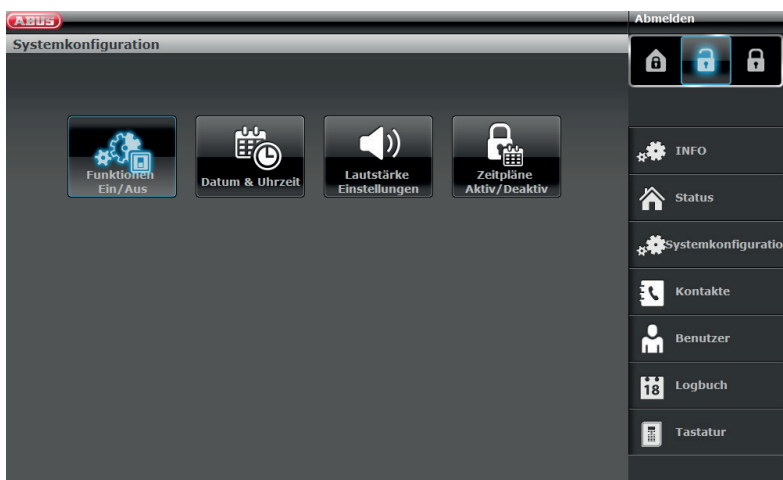 ABUS
Abmelden
Systemkonfiguration
Funktionen
Ein/Aus
Datum & Uhrzeit
Lautstärke
Einstellungen
Zeitpläne
Aktiv/Deaktiv
INFO
Status
Systemkonfiguratio
Kontakte
Benutzer
18
Logbuch
Tastatur